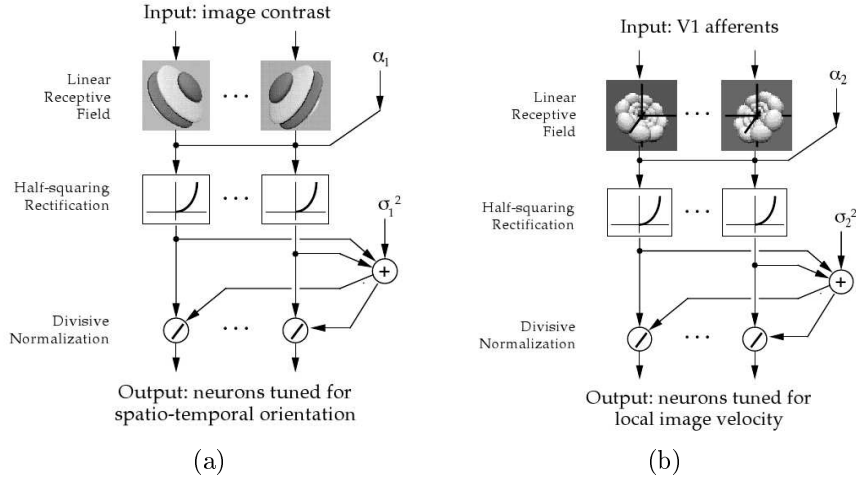 Input: image contrast
α1
Linear
Receptive
Field
• • •
Half-squaring
Rectification
• • •
σ1²
+
Divisive
Normalization
• • •
Output: neurons tuned for
spatio-temporal orientation
(a)
Input: V1 afferents
α2
Linear
Receptive
Field
• • •
Half-squaring
Rectification
• • •
σ2²
+
Divisive
Normalization
• • •
Output: neurons tuned for
local image velocity
(b)